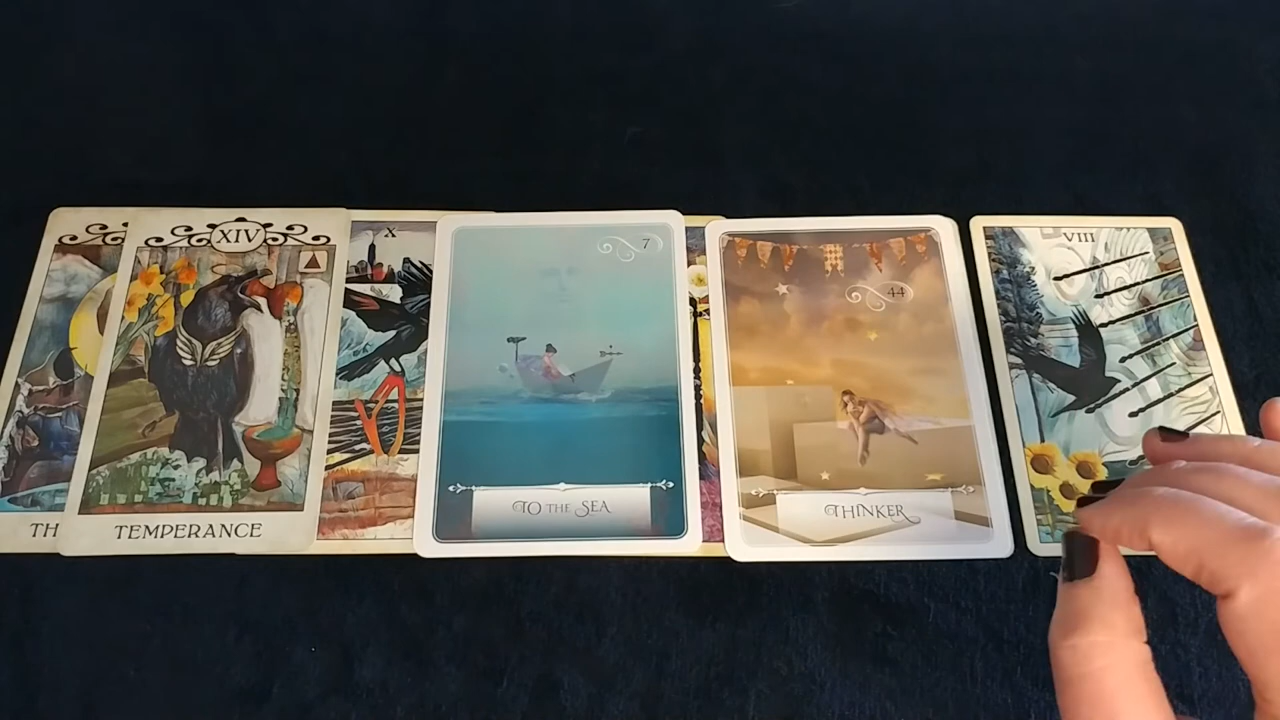 XIV
TH
TEMPERANCE
X
7
TO THE SEA
44
THINKER
VIII